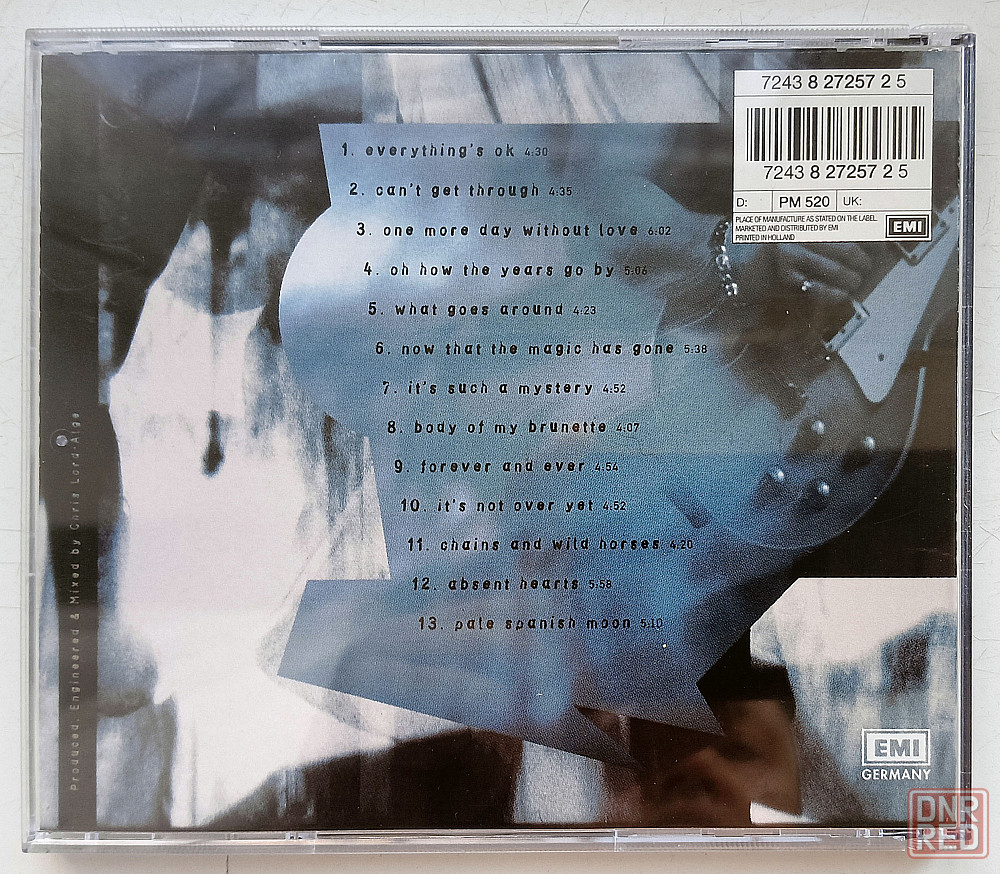 7243 8 27257 2 5
7243 8 27257 2 5
D: PM 520 UK:
PLACE OF MANUFACTURE AS STATED ON THE LABEL.
MARKETED AND DISTRIBUTED BY EMI
PRINTED IN HOLLAND
EMI
1. everything's ok 4:30
2. can't get through 4:35
3. one more day without love 6:02
4. oh how the years go by 5:06
5. what goes around 4:23
6. now that the magic has gone 5:38
7. it's such a mystery 4:52
8. body of my brunette 4:07
9. forever and ever 4:54
10. it's not over yet 4:52
11. chains and wild horses 4:20
12. absent hearts 5:58
13. pale spanish moon 5:10
Produced, Engineered & Mixed by Chris Lord-Alge
EMI
GERMANY
DNR
RED